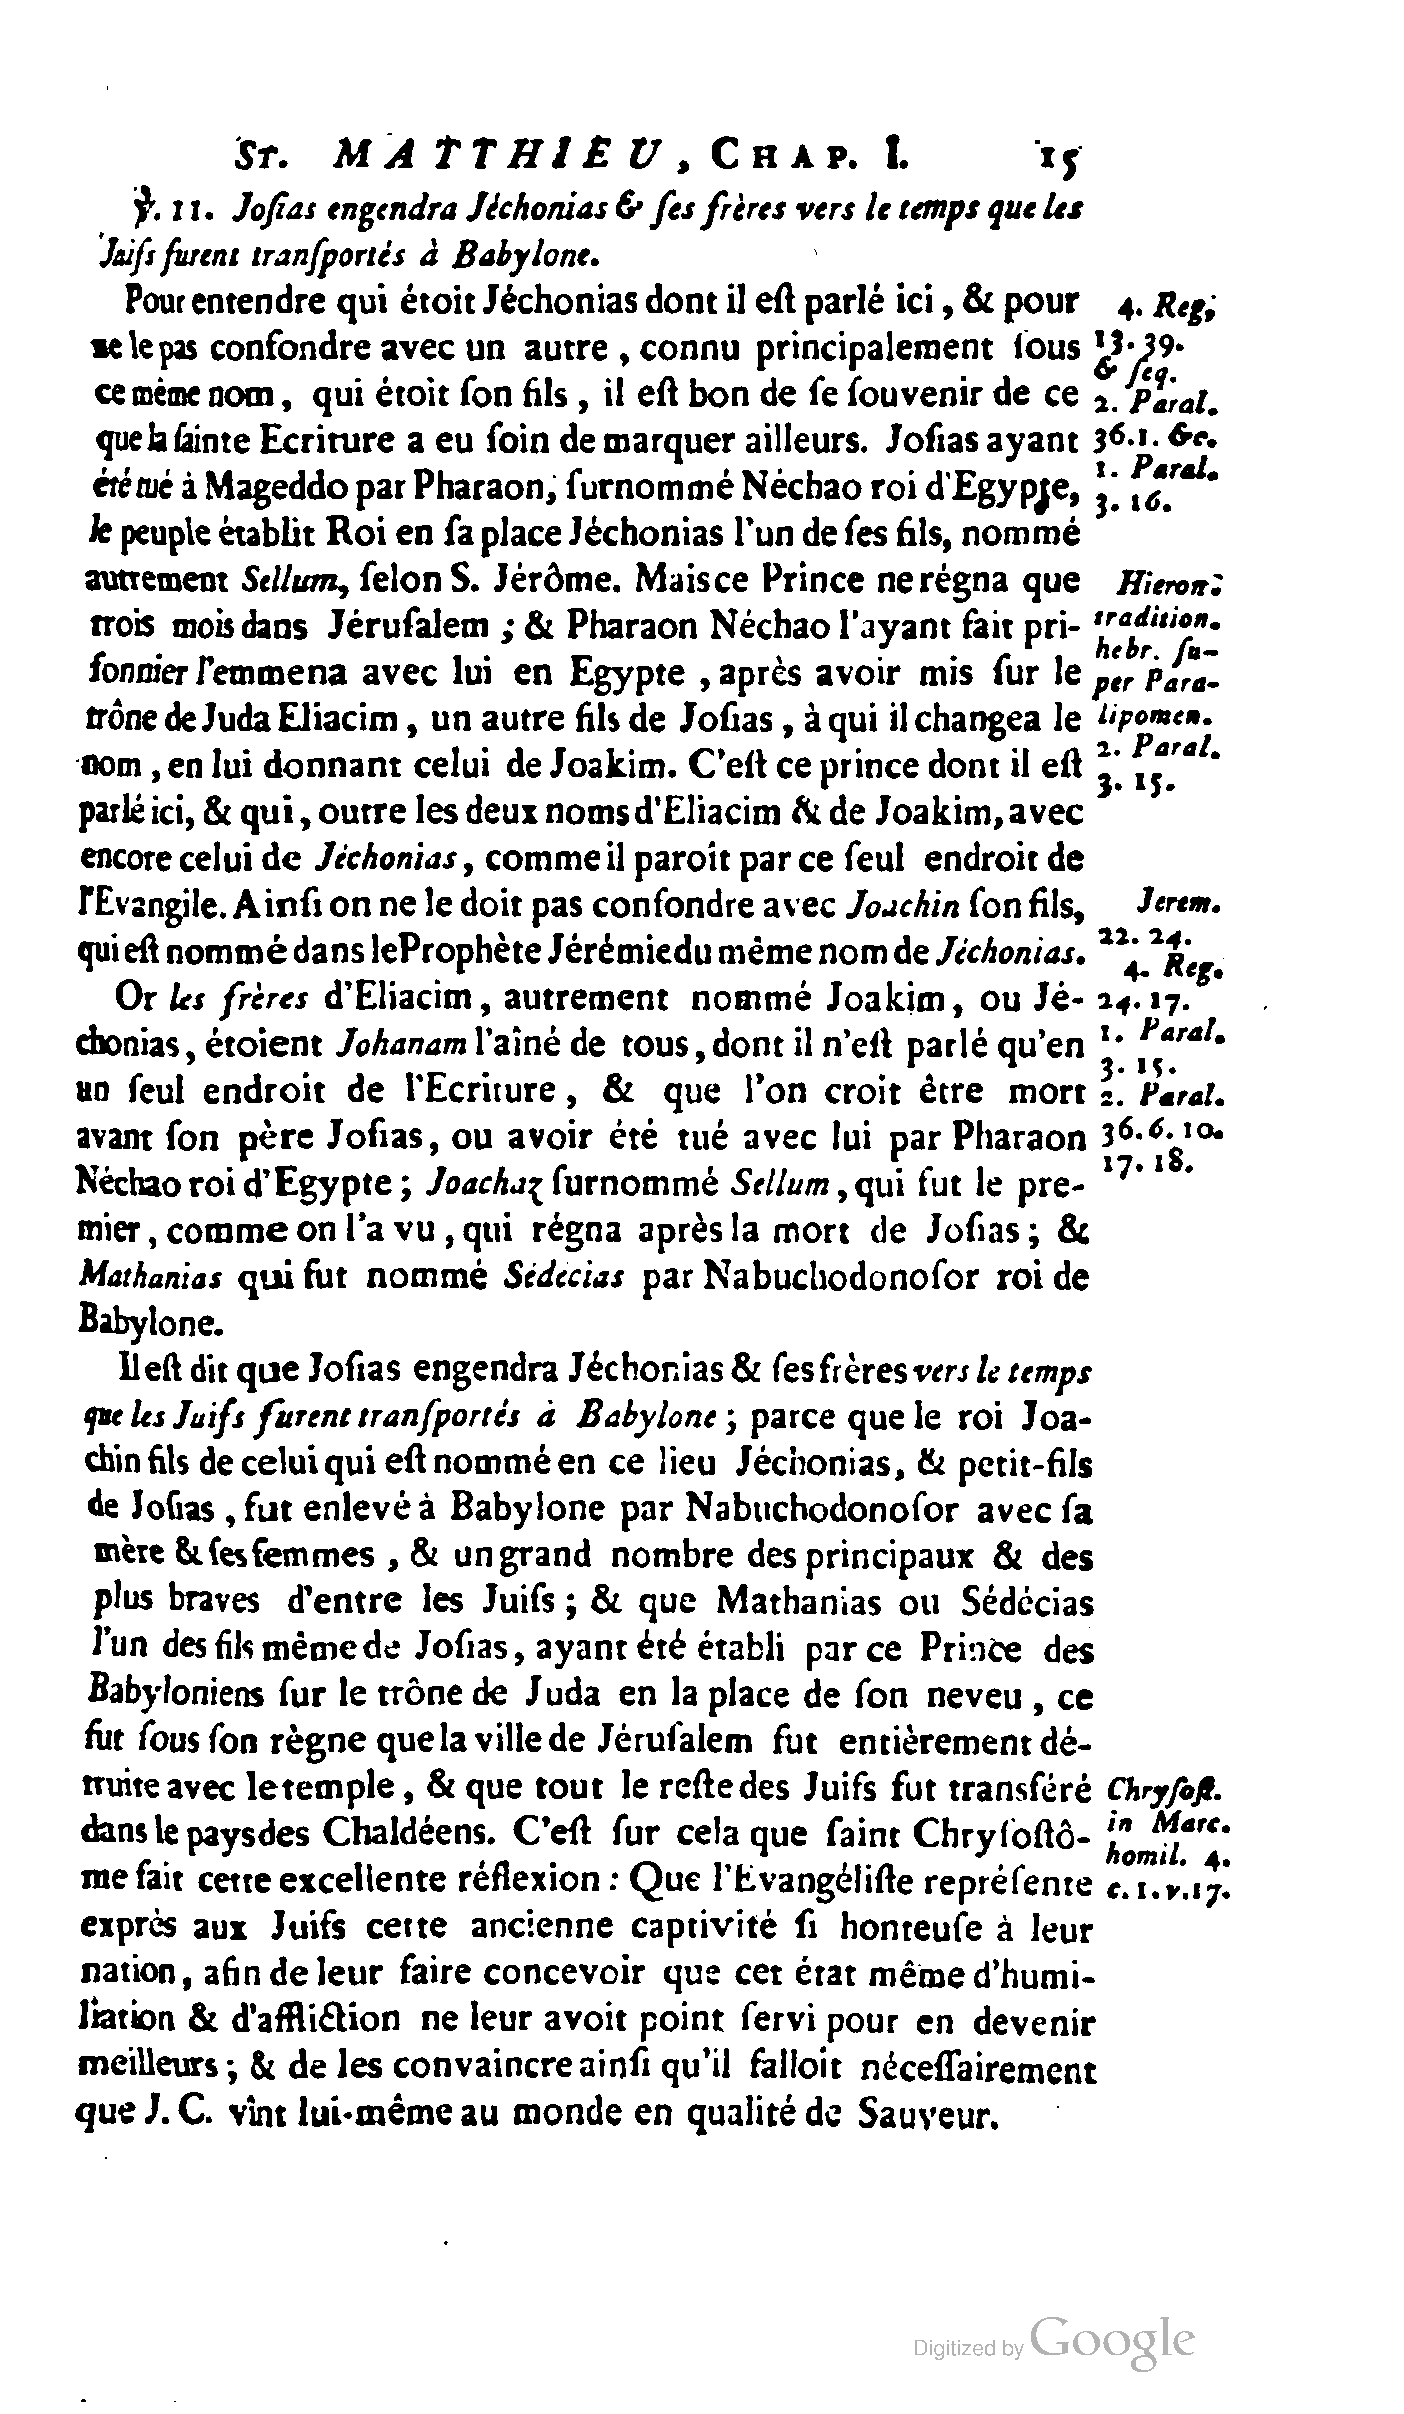 St. MATTHIEU, CHAP. I. 15
℣. 11. Joſias engendra Jéchonias & ſes frères vers le temps que les
Juifs furent tranſportés à Babylone.
Pour entendre qui étoit Jéchonias dont il eſt parlé ici, & pour
ne le pas confondre avec un autre, connu principalement ſous
ce même nom, qui étoit ſon fils, il eſt bon de ſe ſouvenir de ce
que la ſainte Ecriture a eu ſoin de marquer ailleurs. Joſias ayant
été tué à Mageddo par Pharaon, ſurnommé Néchao roi d'Egypte,
le peuple établit Roi en ſa place Jéchonias l'un de ſes fils, nommé
autrement Sellum, ſelon S. Jérôme. Mais ce Prince ne régna que
trois mois dans Jéruſalem ; & Pharaon Néchao l'ayant fait pri-
ſonnier l'emmena avec lui en Egypte, après avoir mis ſur le
trône de Juda Eliacim, un autre fils de Joſias, à qui il changea le
nom, en lui donnant celui de Joakim. C'eſt ce prince dont il eſt
parlé ici, & qui, outre les deux noms d'Eliacim & de Joakim, avec
encore celui de Jéchonias, comme il paroît par ce ſeul endroit de
l'Evangile. Ainſi on ne le doit pas confondre avec Joachin ſon fils,
qui eſt nommé dans le Prophète Jérémie du même nom de Jéchonias.
Or les frères d'Eliacim, autrement nommé Joakim, ou Jé-
chonias, étoient Johanam l'aîné de tous, dont il n'eſt parlé qu'en
un ſeul endroit de l'Ecriture, & que l'on croit être mort
avant ſon père Joſias, ou avoir été tué avec lui par Pharaon
Néchao roi d'Egypte ; Joachaz ſurnommé Sellum, qui fut le pre-
mier, comme on l'a vu, qui régna après la mort de Joſias ; &
Mathanias qui fut nommé Sédécias par Nabuchodonoſor roi de
Babylone.
Il eſt dit que Joſias engendra Jéchonias & ſes frères vers le temps
que les Juifs furent tranſportés à Babylone ; parce que le roi Joa-
chin fils de celui qui eſt nommé en ce lieu Jéchonias, & petit-fils
de Joſias, fut enlevé à Babylone par Nabuchodonoſor avec ſa
mère & ſes femmes, & un grand nombre des principaux & des
plus braves d'entre les Juifs ; & que Mathanias ou Sédécias
l'un des fils même de Joſias, ayant été établi par ce Prince des
Babyloniens ſur le trône de Juda en la place de ſon neveu, ce
fut ſous ſon règne que la ville de Jéruſalem fut entièrement dé-
truite avec le temple, & que tout le reſte des Juifs fut transféré
dans le pays des Chaldéens. C'eſt ſur cela que ſaint Chryſoſtô-
me fait cette excellente réflexion : Que l'Evangéliſte repréſente
exprès aux Juifs cette ancienne captivité ſi honteuſe à leur
nation, afin de leur faire concevoir que cet état même d'humi-
liation & d'affliction ne leur avoit point ſervi pour en devenir
meilleurs ; & de les convaincre ainſi qu'il falloit néceſſairement
que J. C. vînt lui-même au monde en qualité de Sauveur.
4. Reg.
23. 39.
& ſeq.
2. Paral.
36. 1. &c.
1. Paral.
3. 16.
Hieron.
tradition.
hebr. ſu-
per Para-
lipomen.
2. Paral.
3. 15.
Jerem.
22. 24.
4. Reg.
24. 17.
1. Paral.
3. 15.
2. Paral.
36. 6. 10.
17. 18.
Chryſoſt.
in Marc.
homil. 4.
c. 1. v. 17.
Digitized by Google